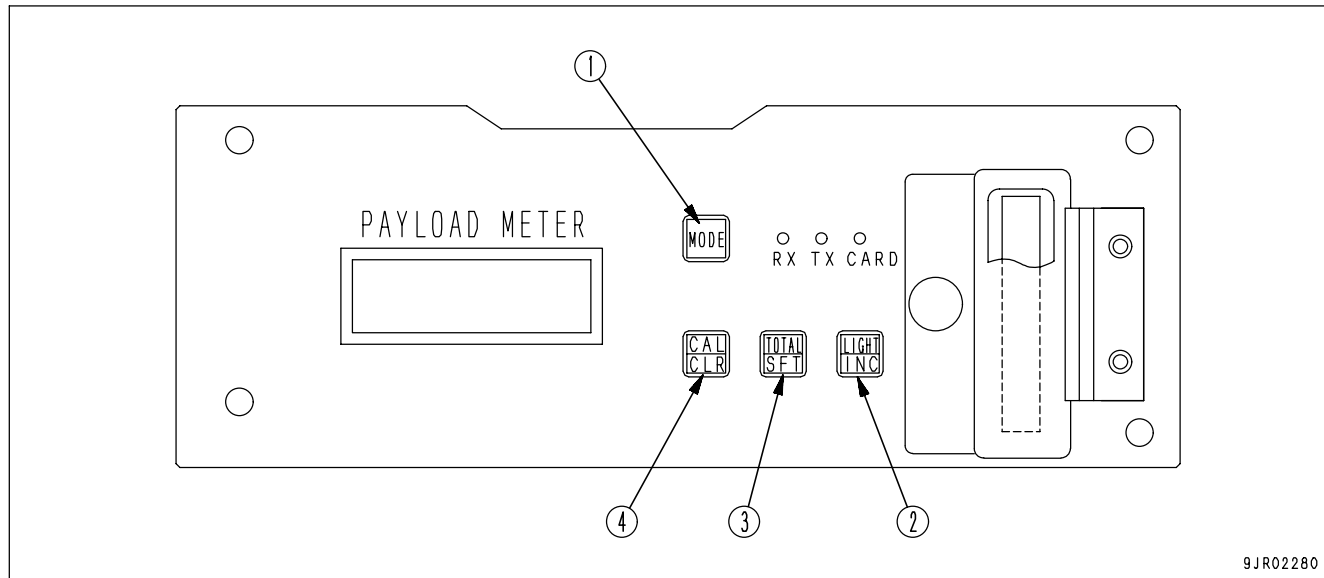 1
PAYLOAD METER
MODE
RX TX CARD
CAL
CLR
TOTAL
SFT
LIGHT
INC
4
3
2
9JR02280